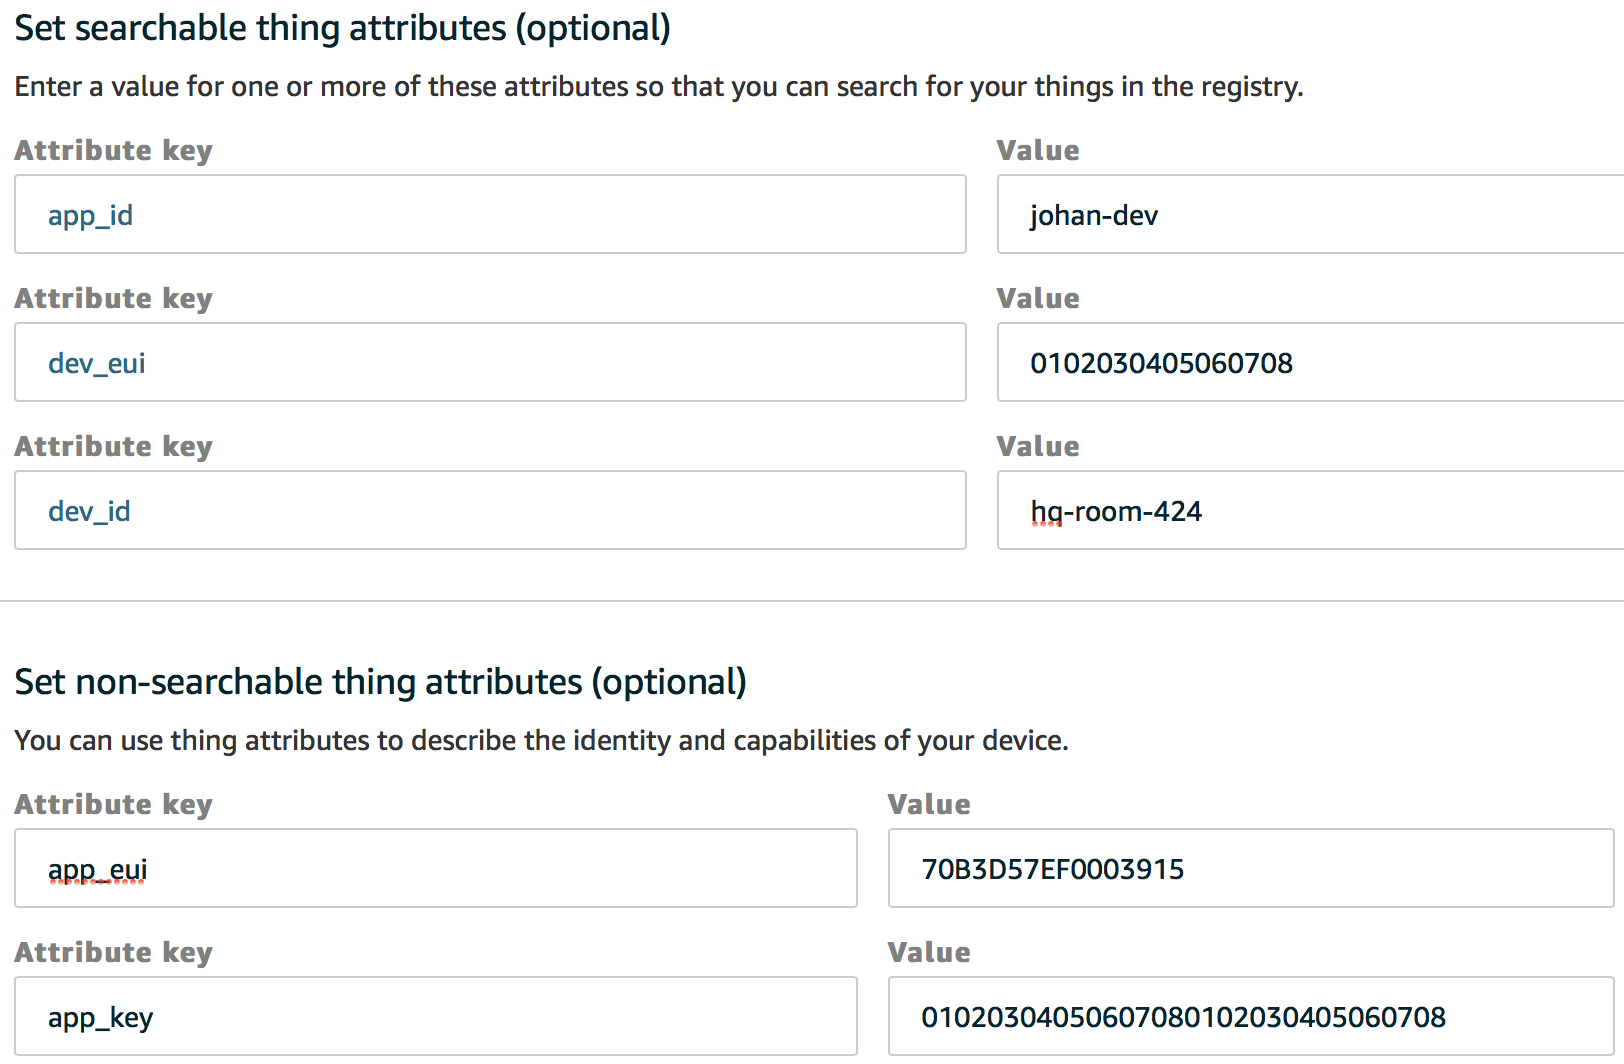 Set searchable thing attributes (optional)
Enter a value for one or more of these attributes so that you can search for your things in the registry.
Attribute key Value
app_id johan-dev
Attribute key Value
dev_eui 0102030405060708
Attribute key Value
dev_id hq-room-424
Set non-searchable thing attributes (optional)
You can use thing attributes to describe the identity and capabilities of your device.
Attribute key Value
app_eui 70B3D57EF0003915
Attribute key Value
app_key 01020304050607080102030405060708